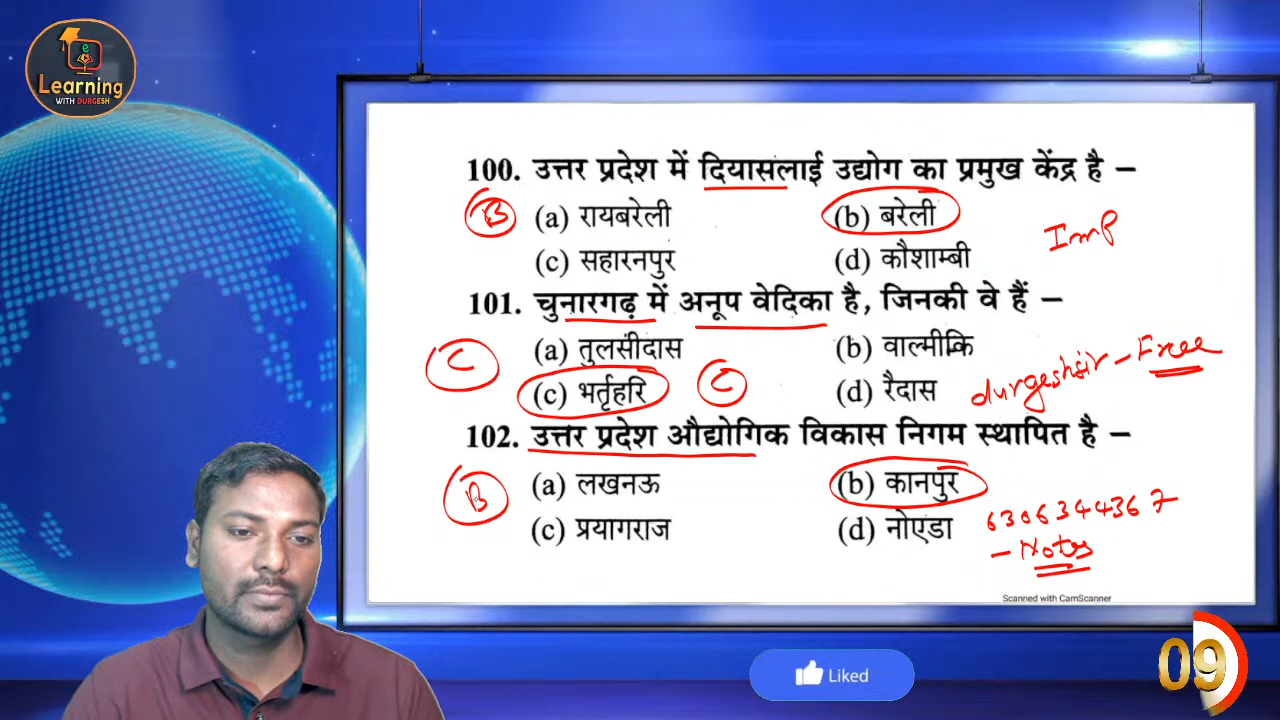 e
Learning
WITH DURGESH
100. उत्तर प्रदेश में दियासलाई उद्योग का प्रमुख केंद्र है –
B (a) रायबरेली (b) बरेली
Imp
(c) सहारनपुर (d) कौशाम्बी
101. चुनारगढ़ में अनूप वेदिका है, जिनकी वे हैं –
C (a) तुलसीदास (b) वाल्मीकि
(c) भर्तृहरि C (d) रैदास
durgeshsir - Free
102. उत्तर प्रदेश औद्योगिक विकास निगम स्थापित है –
B (a) लखनऊ (b) कानपुर
(c) प्रयागराज (d) नोएडा
6306344367
– Notes
Scanned with CamScanner
Liked
09